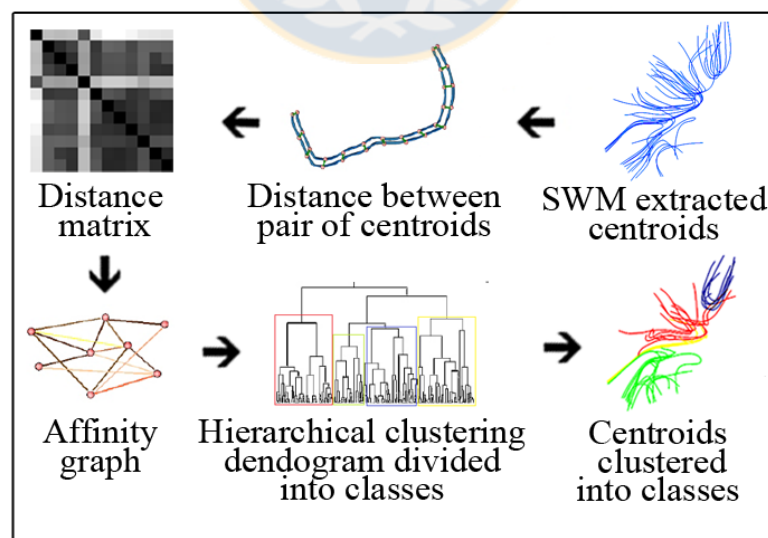 Distance
matrix
Distance between
pair of centroids
SWM extracted
centroids
Affinity
graph
Hierarchical clustering
dendogram divided
into classes
Centroids
clustered
into classes